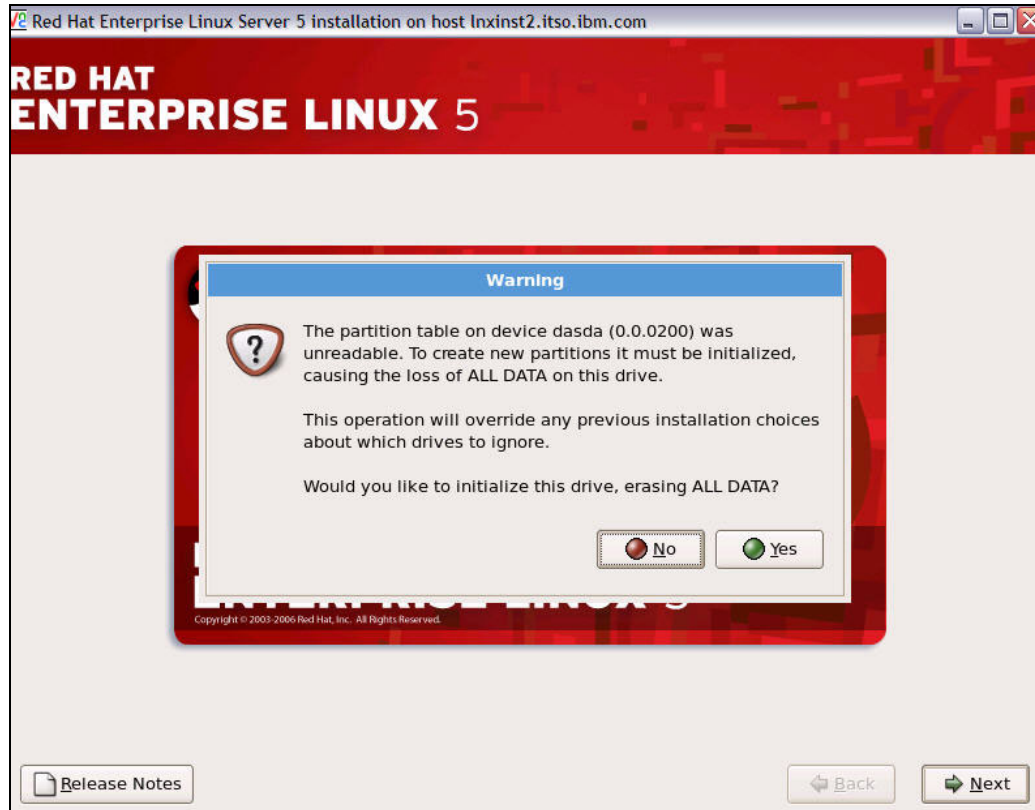 Red Hat Enterprise Linux Server 5 installation on host lnxinst2.itso.ibm.com
RED HAT
ENTERPRISE LINUX 5
Warning
The partition table on device dasda (0.0.0200) was
unreadable. To create new partitions it must be initialized,
causing the loss of ALL DATA on this drive.
This operation will override any previous installation choices
about which drives to ignore.
Would you like to initialize this drive, erasing ALL DATA?
No
Yes
ENTERPRISE LINUX 5
Copyright © 2003-2006 Red Hat, Inc. All Rights Reserved.
Release Notes
Back
Next